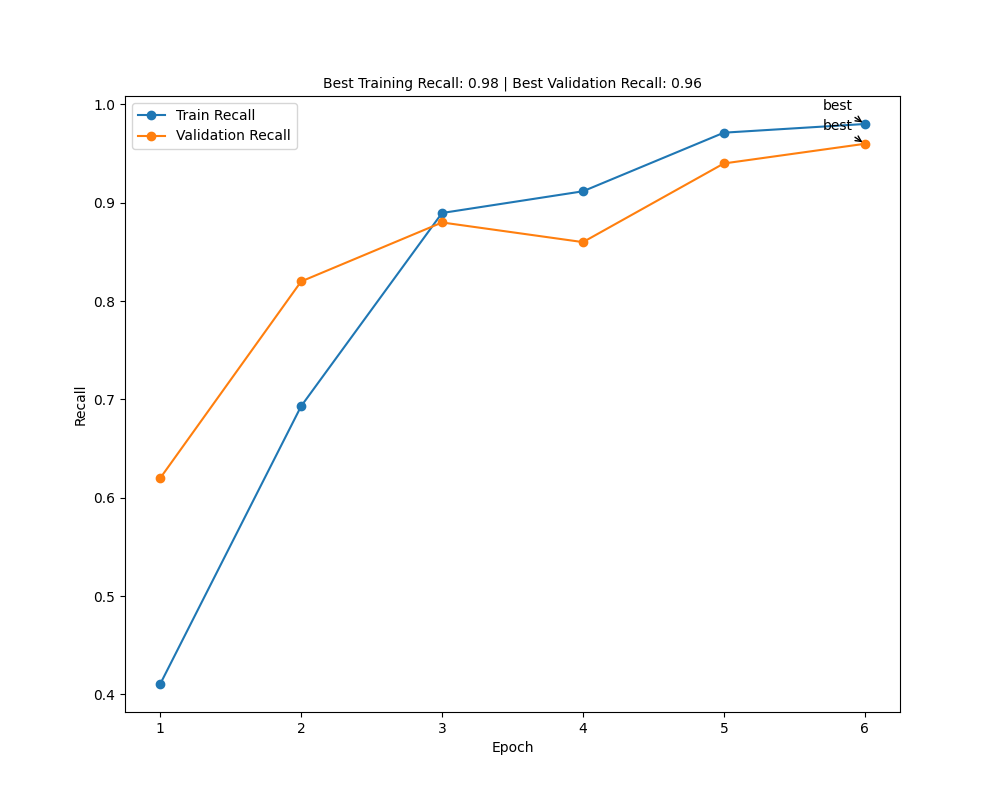 Best Training Recall: 0.98 | Best Validation Recall: 0.96
Train Recall
Validation Recall
best
best
1.0
0.9
0.8
0.7
0.6
0.5
0.4
Recall
1 2 3 4 5 6
Epoch